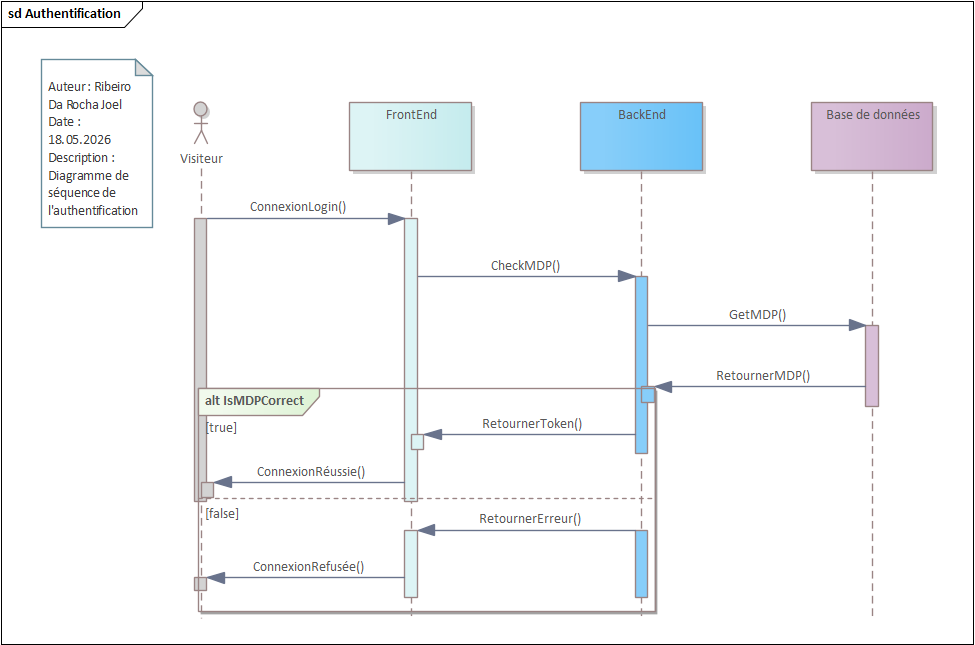 sd Authentification
Auteur : Ribeiro
Da Rocha Joel
Date :
18.05.2026
Description :
Diagramme de
séquence de
l'authentification
Visiteur
FrontEnd
BackEnd
Base de données
ConnexionLogin()
CheckMDP()
GetMDP()
RetournerMDP()
alt IsMDPCorrect
[true]
RetournerToken()
ConnexionRéussie()
[false]
RetournerErreur()
ConnexionRefusée()